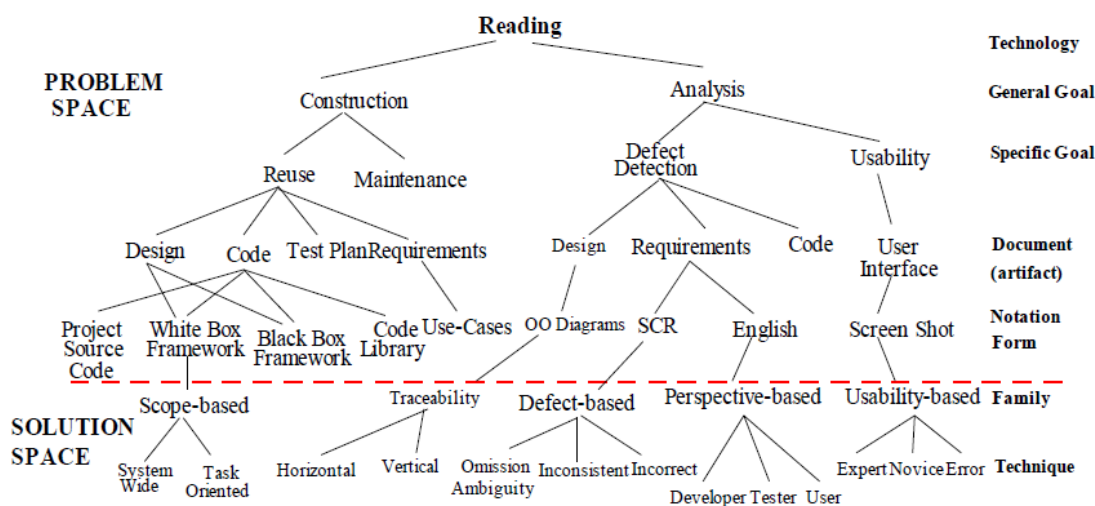 Reading
Technology
PROBLEM
SPACE
Construction
Analysis
General Goal
Reuse
Maintenance
Defect
Detection
Usability
Specific Goal
Design
Code
Test Plan
Requirements
Design
Requirements
Code
User
Interface
Document
(artifact)
Project
Source
Code
White Box
Framework
Black Box
Framework
Code
Library
Use-Cases
OO Diagrams
SCR
English
Screen Shot
Notation
Form
SOLUTION
SPACE
Scope-based
Traceability
Defect-based
Perspective-based
Usability-based
Family
System
Wide
Task
Oriented
Horizontal
Vertical
Omission
Ambiguity
Inconsistent
Incorrect
Developer
Tester
User
Expert
Novice
Error
Technique